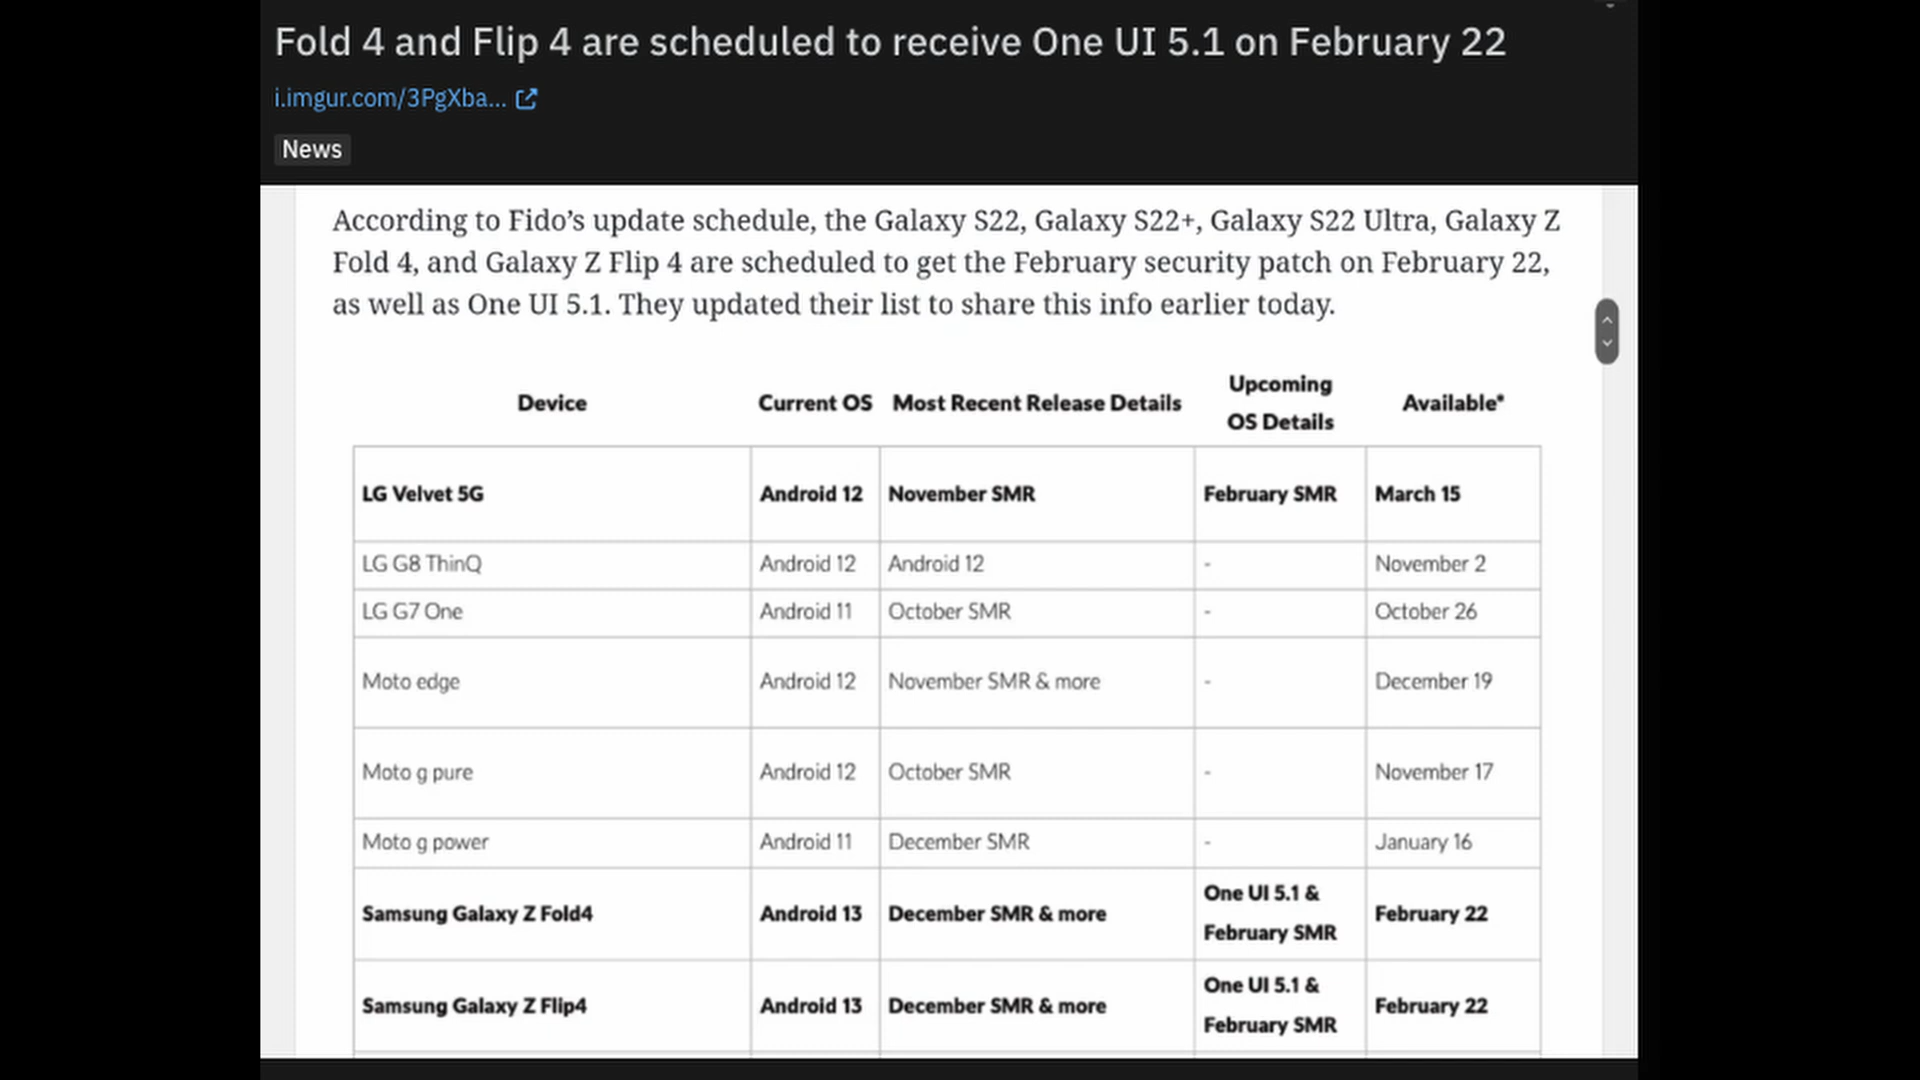 Fold 4 and Flip 4 are scheduled to receive One UI 5.1 on February 22
i.imgur.com/3PgXba...
News
According to Fido’s update schedule, the Galaxy S22, Galaxy S22+, Galaxy S22 Ultra, Galaxy Z
Fold 4, and Galaxy Z Flip 4 are scheduled to get the February security patch on February 22,
as well as One UI 5.1. They updated their list to share this info earlier today.
Device Current OS Most Recent Release Details Upcoming OS Details Available*
LG Velvet 5G Android 12 November SMR February SMR March 15
LG G8 ThinQ Android 12 Android 12 - November 2
LG G7 One Android 11 October SMR - October 26
Moto edge Android 12 November SMR & more - December 19
Moto g pure Android 12 October SMR - November 17
Moto g power Android 11 December SMR - January 16
Samsung Galaxy Z Fold4 Android 13 December SMR & more One UI 5.1 & February SMR February 22
Samsung Galaxy Z Flip4 Android 13 December SMR & more One UI 5.1 & February SMR February 22